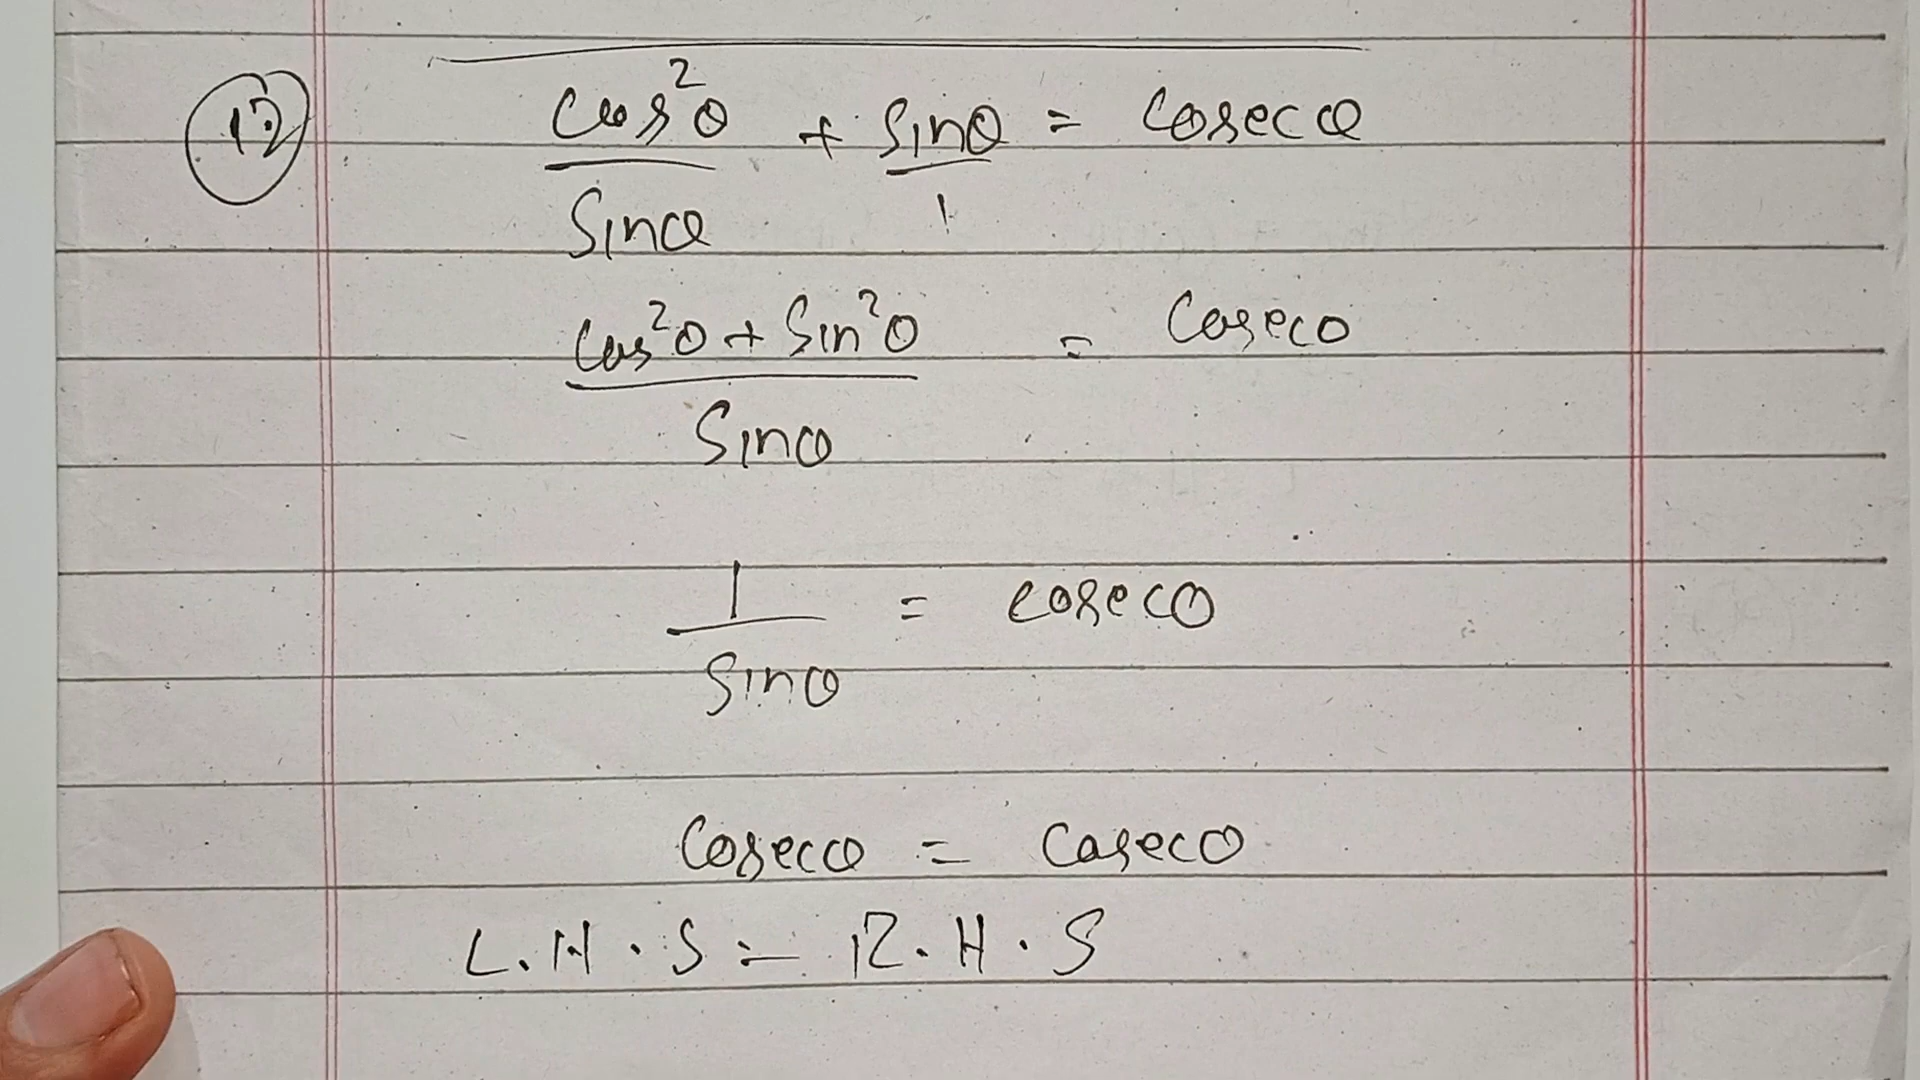 12
cos²θ/sinθ + sinθ/1 = cosecθ
cos²θ + sin²θ/sinθ = cosecθ
1/sinθ = cosecθ
cosecθ = cosecθ
L.H.S = R.H.S